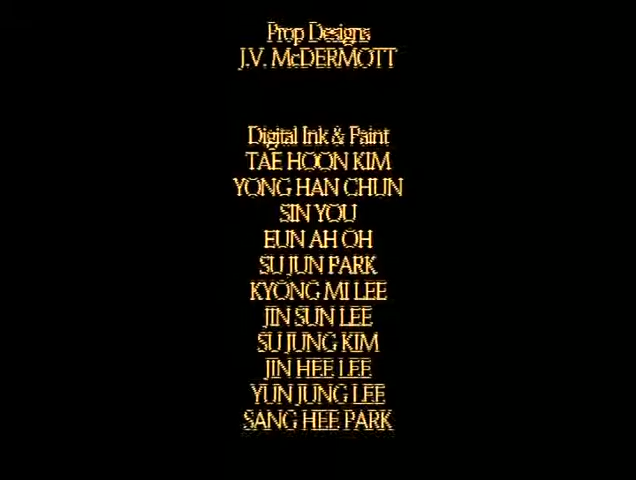 Prop Designs
J.V. McDERMOTT
Digital Ink & Paint
TAE HOON KIM
YONG HAN CHUN
SIN YOU
EUN AH OH
SU JUN PARK
KYONG MI LEE
JIN SUN LEE
SU JUNG KIM
JIN HEE LEE
YUN JUNG LEE
SANG HEE PARK